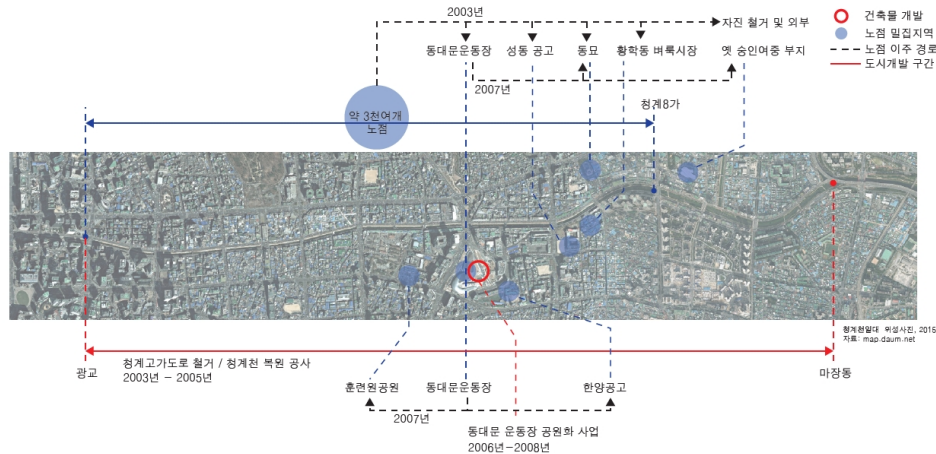 2003년
자진 철거 및 외부
동대문운동장
성동 공고
동묘
황학동 벼룩시장
옛 숭인여중 부지
2007년
건축물 개발
노점 밀집지역
노점 이주 경로
도시개발 구간
약 3천여개
노점
청계8가
청계천일대 위성사진, 2015
자료: map.daum.net
청계고가도로 철거 / 청계천 복원 공사
2003년 - 2005년
광교
마장동
훈련원공원
동대문운동장
한양공고
2007년
동대문 운동장 공원화 사업
2006년-2008년